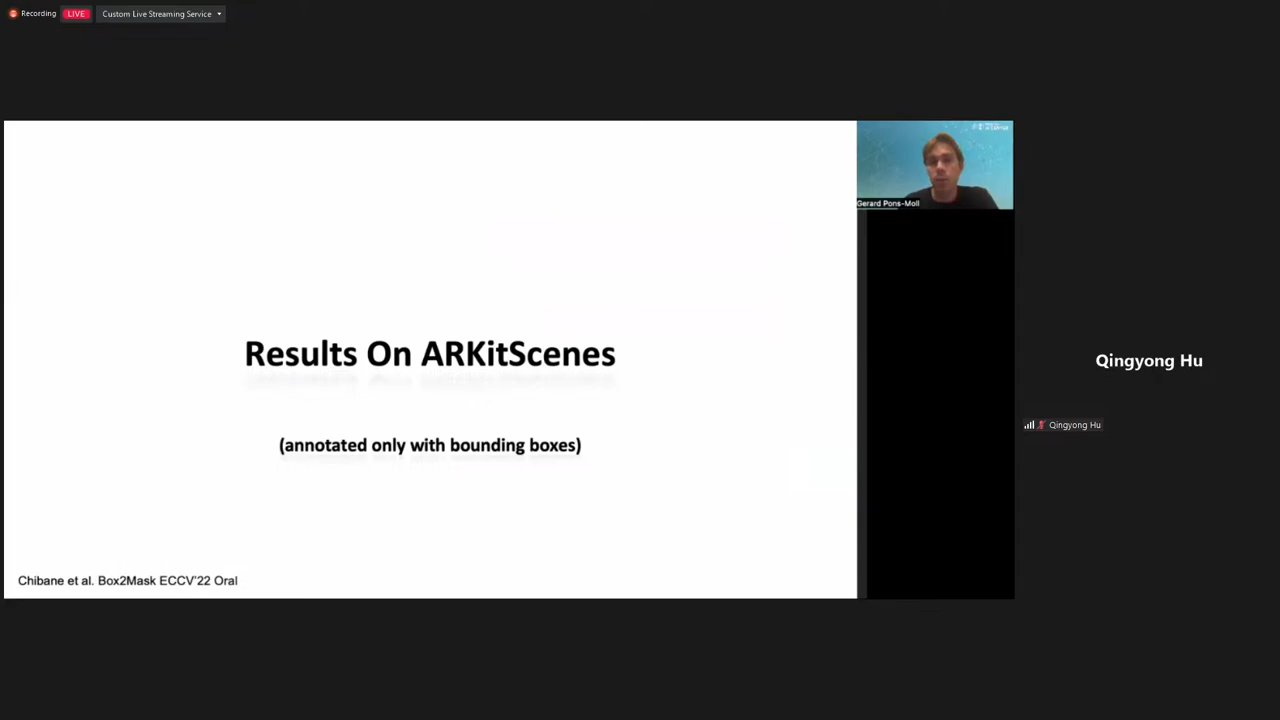 Recording
LIVE
Custom Live Streaming Service
Gerard Pons-Moll
Results On ARKitScenes
(annotated only with bounding boxes)
Chibane et al. Box2Mask ECCV'22 Oral
Qingyong Hu
Qingyong Hu